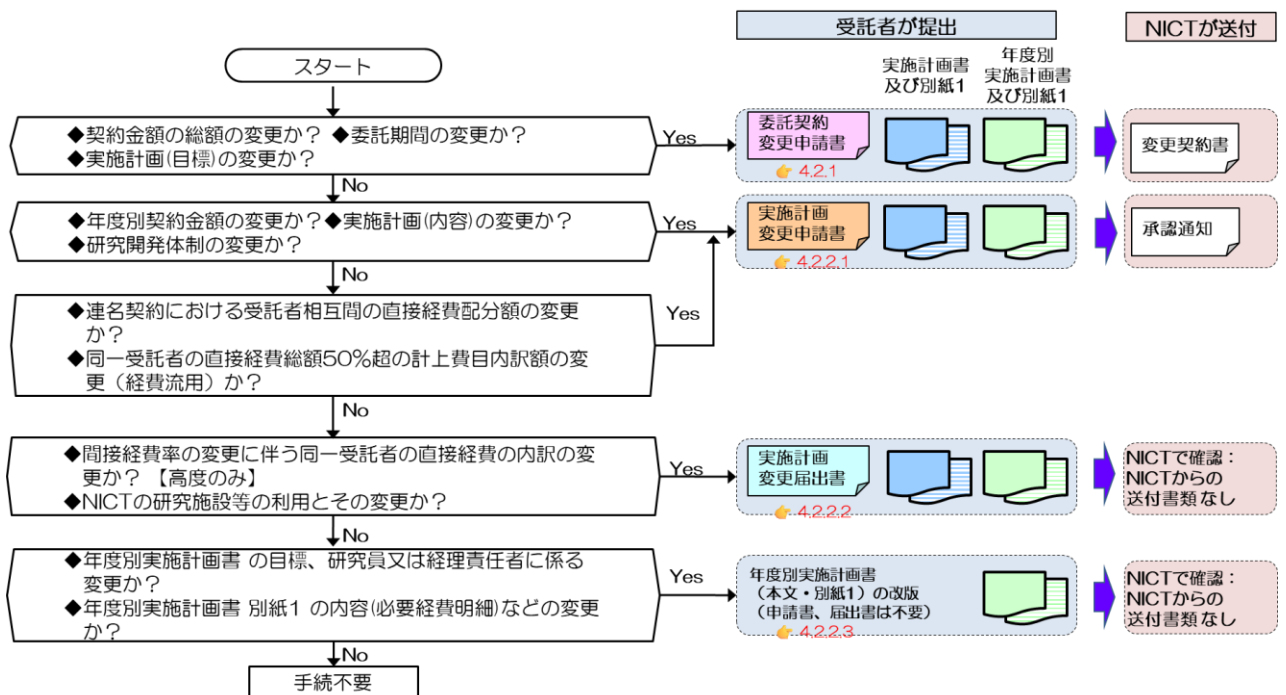 受託者が提出
NICTが送付
スタート
実施計画書
及び別紙1
年度別
実施計画書
及び別紙1
◆契約金額の総額の変更か? ◆委託期間の変更か?
◆実施計画(目標)の変更か?
Yes
委託契約
変更申請書
👉 4.2.1
変更契約書
No
◆年度別契約金額の変更か?◆実施計画(内容)の変更か?
◆研究開発体制の変更か?
Yes
実施計画
変更申請書
👉 4.2.2.1
承認通知
No
◆連名契約における受託者相互間の直接経費配分額の変更
か?
◆同一受託者の直接経費総額50%超の計上費目内訳額の変
更(経費流用)か?
Yes
No
◆間接経費率の変更に伴う同一受託者の直接経費の内訳の変
更か? 【高度のみ】
◆NICTの研究施設等の利用とその変更か?
Yes
実施計画
変更届出書
👉 4.2.2.2
NICTで確認:
NICTからの
送付書類なし
No
◆年度別実施計画書 の目標、研究員又は経理責任者に係る
変更か?
◆年度別実施計画書 別紙1 の内容(必要経費明細)などの変更
か?
Yes
年度別実施計画書
(本文・別紙1)の改版
(申請書、届出書は不要)
👉 4.2.2.3
NICTで確認:
NICTからの
送付書類なし
No
手続不要